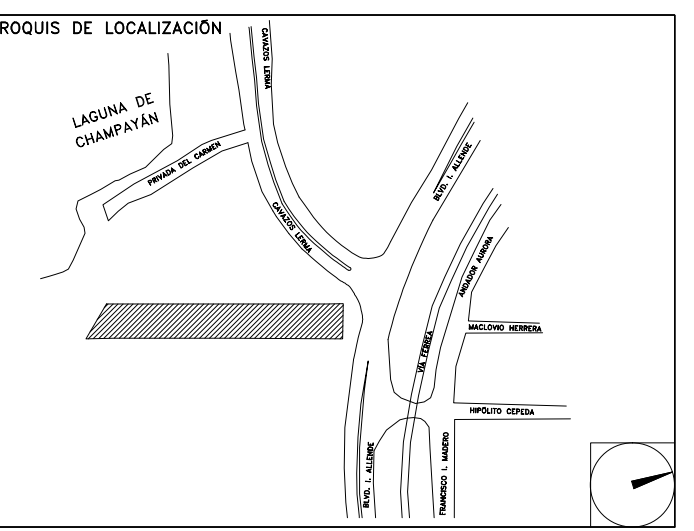 ROQUIS DE LOCALIZACIÓN
CAVAZOS LERMA
LAGUNA DE
CHAMPAYÁN
PRIVADA DEL CARMEN
BLVD. I. ALLENDE
CAVAZOS LERMA
ANDADOR AURORA
MACLOVIO HERRERA
VIA FERREA
HIPÓLITO CEPEDA
BLVD. I. ALLENDE
FRANCISCO I. MADERO